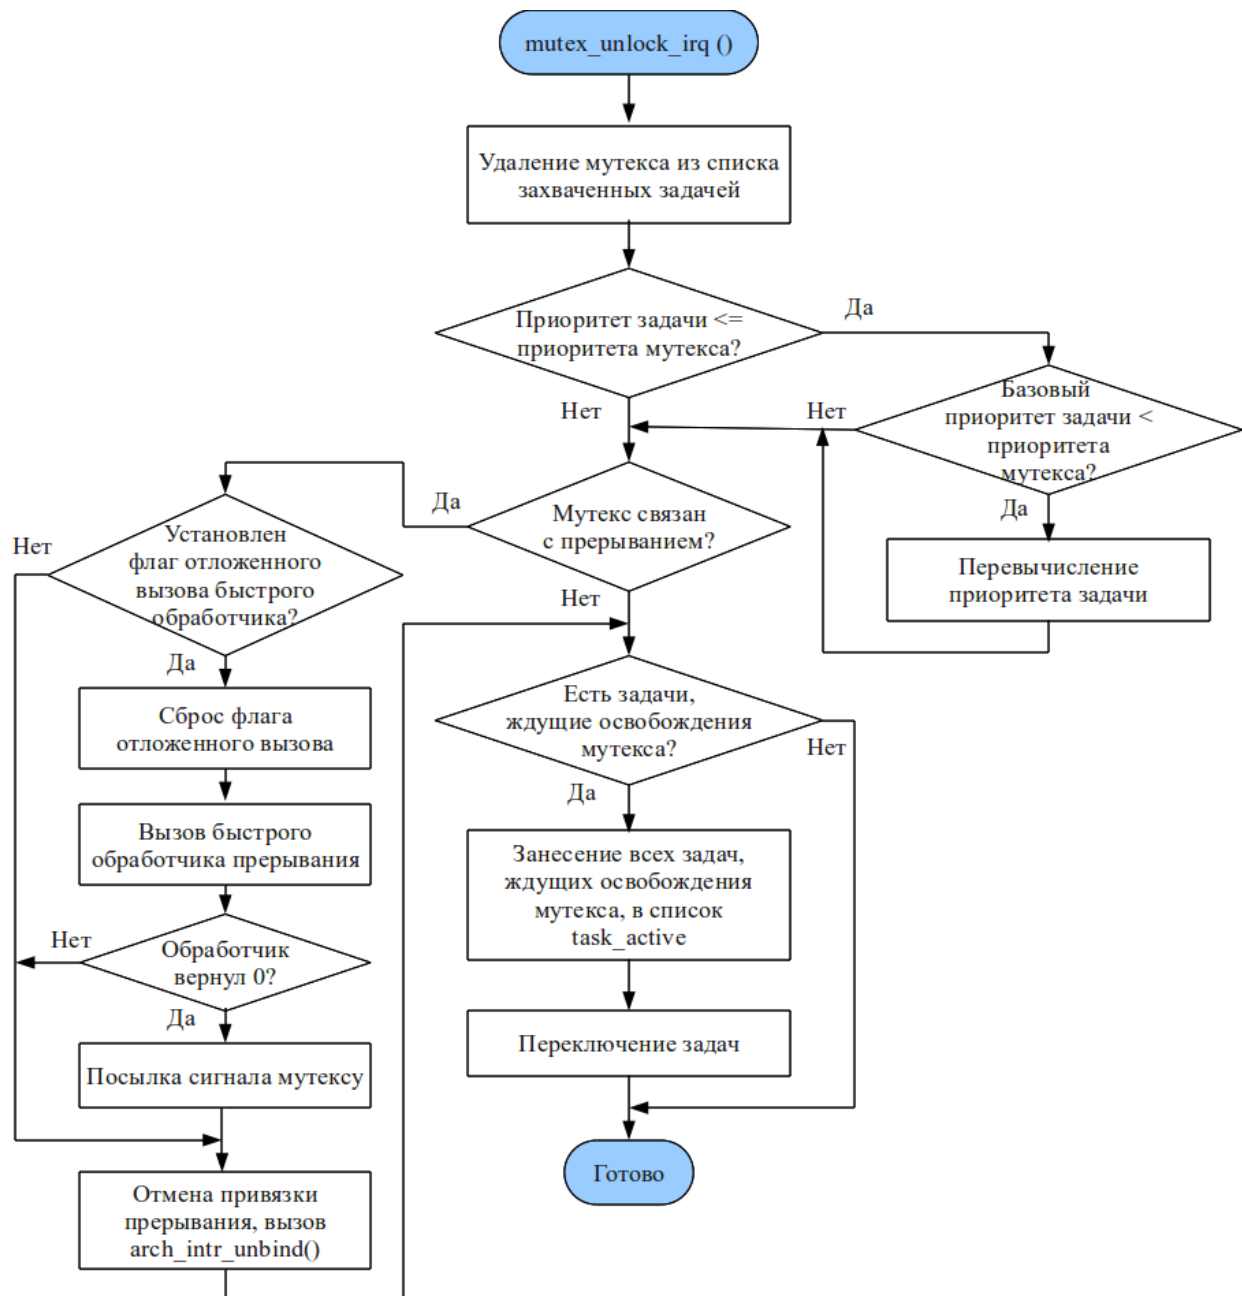 mutex_unlock_irq ()
Удаление мутекса из списка
захваченных задачей
Приоритет задачи <=
приоритета мутекса?
Да
Нет
Базовый
приоритет задачи <
приоритета
мутекса?
Нет
Да
Перевычисление
приоритета задачи
Мутекс связан
с прерыванием?
Да
Нет
Установлен
флаг отложенного
вызова быстрого
обработчика?
Нет
Да
Сброс флага
отложенного вызова
Вызов быстрого
обработчика прерывания
Обработчик
вернул 0?
Нет
Да
Посылка сигнала мутексу
Отмена привязки
прерывания, вызов
arch_intr_unbind()
Есть задачи,
ждущие освобождения
мутекса?
Нет
Да
Занесение всех задач,
ждущих освобождения
мутекса, в список
task_active
Переключение задач
Готово